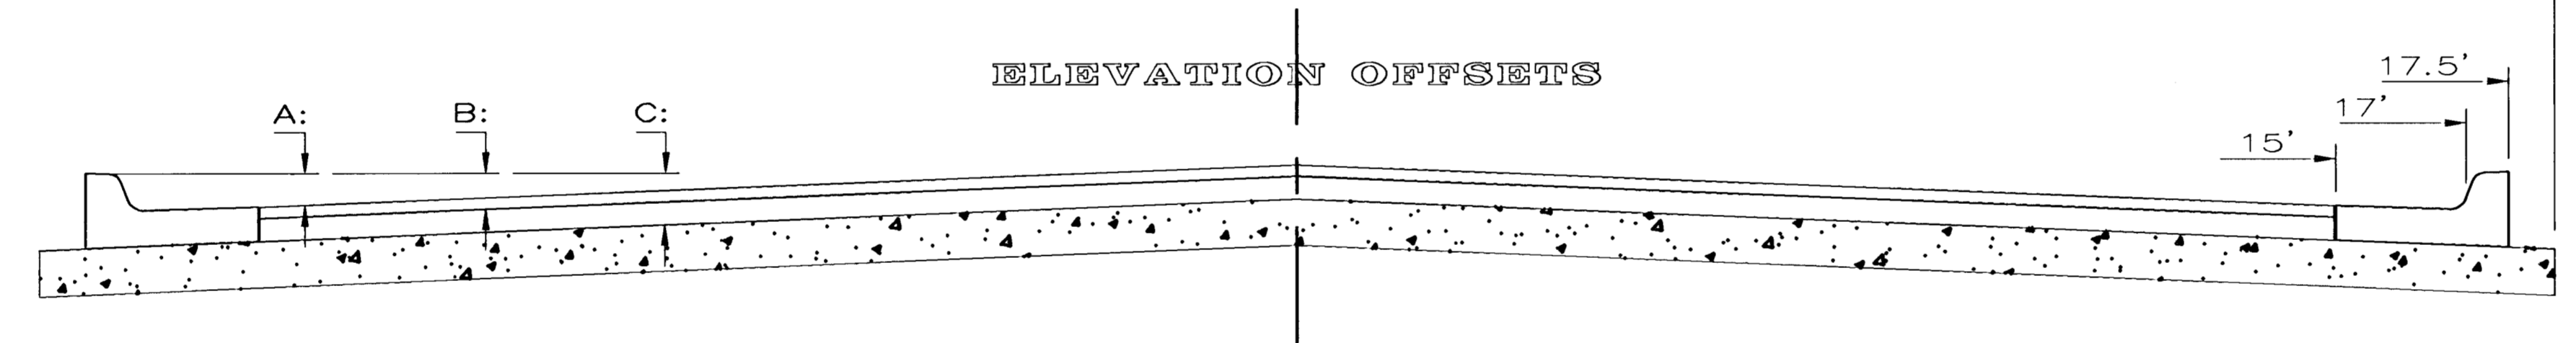 ELEVATION OFFSETS
17.5'
17'
15'
A:
B:
C: